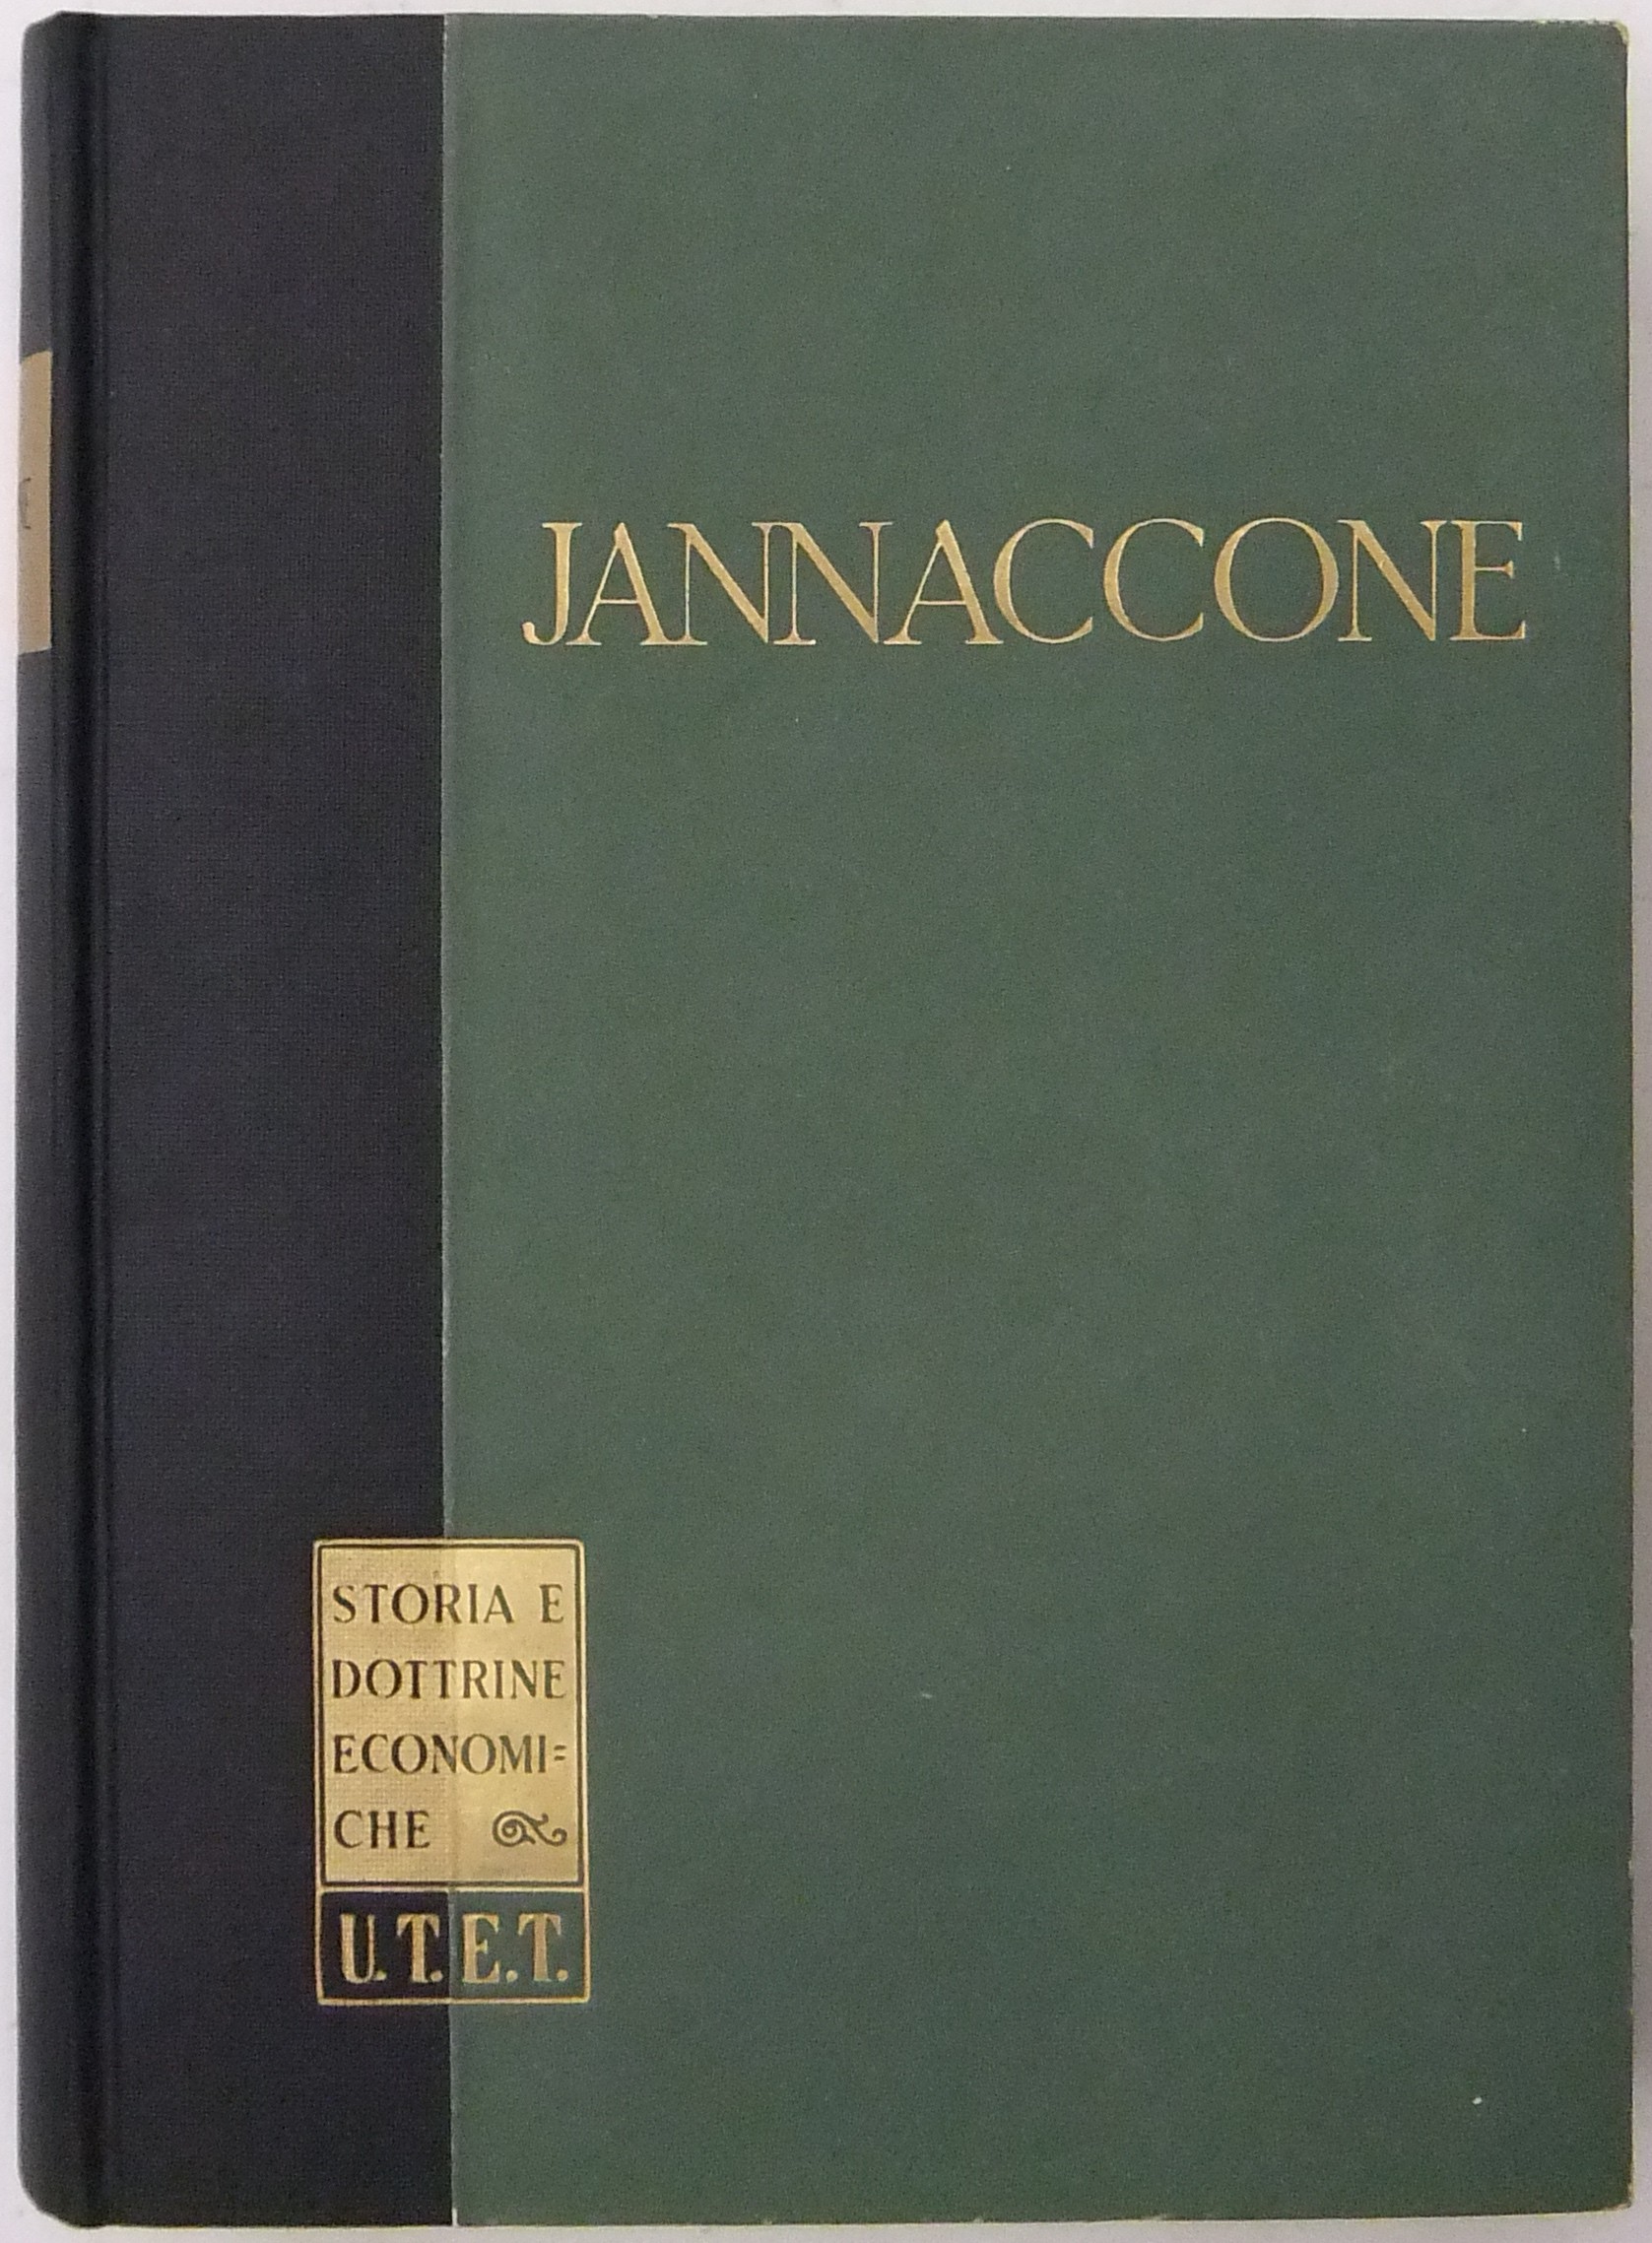 JANNACCONE
STORIA E
DOTTRINE
ECONOMI=
CHE
U.T.E.T.